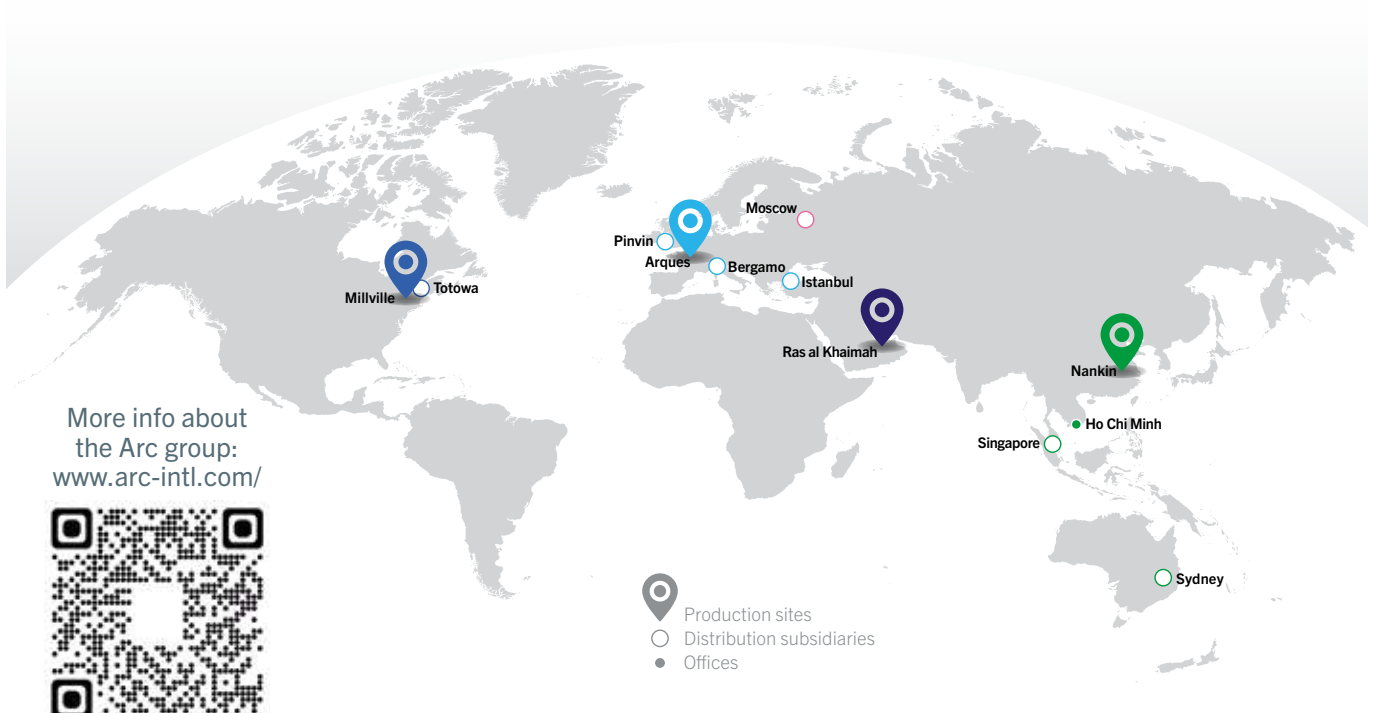 Moscow
Pinvin
Arques
Bergamo
Istanbul
Millville
Totowa
Ras al Khaimah
Nankin
More info about
the Arc group:
www.arc-intl.com/
Ho Chi Minh
Singapore
Sydney
Production sites
Distribution subsidiaries
Offices